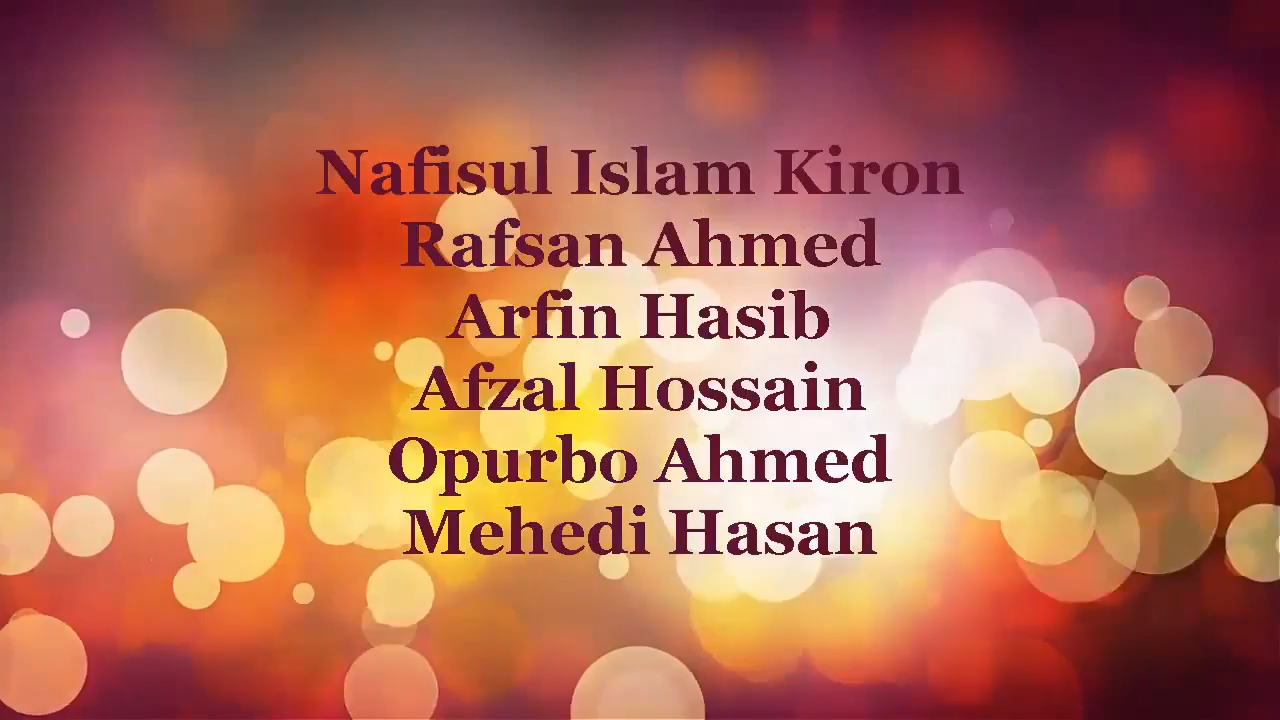 Nafisul Islam Kiron
Rafsan Ahmed
Arfin Hasib
Afzal Hossain
Opurbo Ahmed
Mehedi Hasan